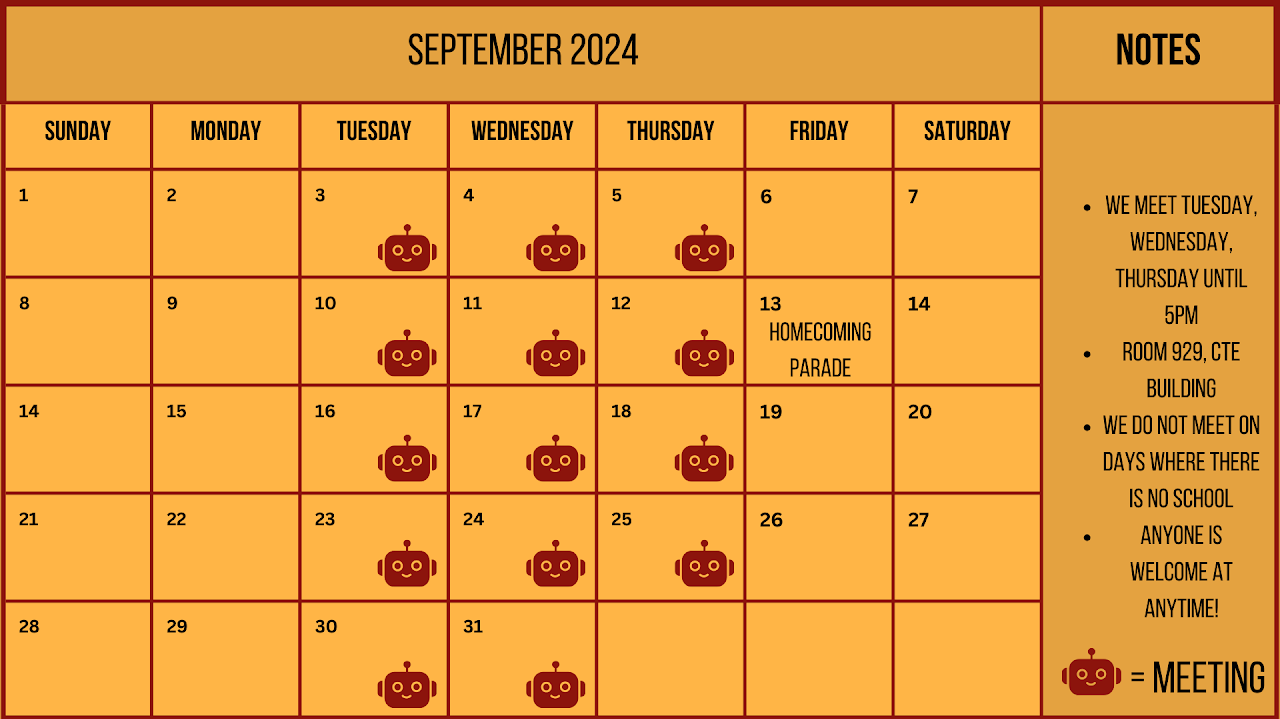 SEPTEMBER 2024
NOTES
SUNDAY MONDAY TUESDAY WEDNESDAY THURSDAY FRIDAY SATURDAY
1 2 3 4 5 6 7
8 9 10 11 12 13 14
HOMECOMING
PARADE
14 15 16 17 18 19 20
21 22 23 24 25 26 27
28 29 30 31
• WE MEET TUESDAY,
WEDNESDAY,
THURSDAY UNTIL
5PM
• ROOM 929, CTE
BUILDING
• WE DO NOT MEET ON
DAYS WHERE THERE
IS NO SCHOOL
• ANYONE IS
WELCOME AT
ANYTIME!
= MEETING